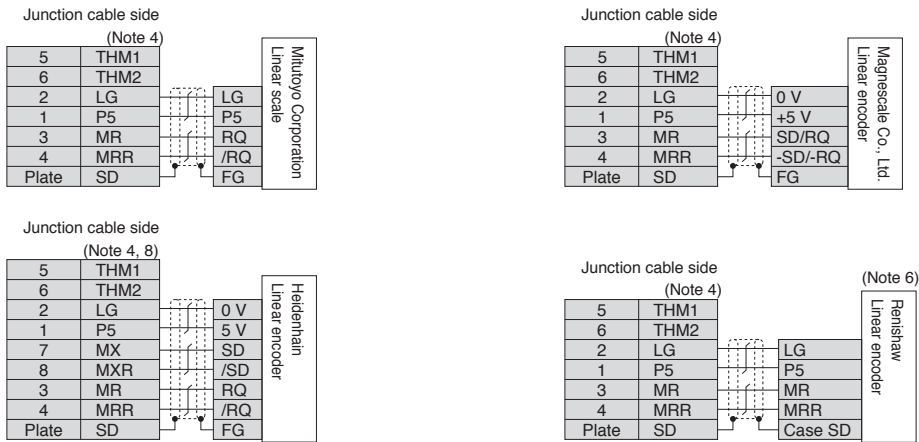 Junction cable side
(Note 4)
5 THM1
6 THM2
2 LG LG
1 P5 P5
3 MR RQ
4 MRR /RQ
Plate SD FG
Mitutoyo Corporation
Linear scale
Junction cable side
(Note 4)
5 THM1
6 THM2
2 LG 0 V
1 P5 +5 V
3 MR SD/RQ
4 MRR -SD/-RQ
Plate SD FG
Magnescale Co., Ltd.
Linear encoder
Junction cable side
(Note 4, 8)
5 THM1
6 THM2
2 LG 0 V
1 P5 5 V
7 MX SD
8 MXR /SD
3 MR RQ
4 MRR /RQ
Plate SD FG
Heidenhain
Linear encoder
Junction cable side
(Note 4)
(Note 6)
5 THM1
6 THM2
2 LG LG
1 P5 P5
3 MR MR
4 MRR MRR
Plate SD Case SD
Renishaw
Linear encoder